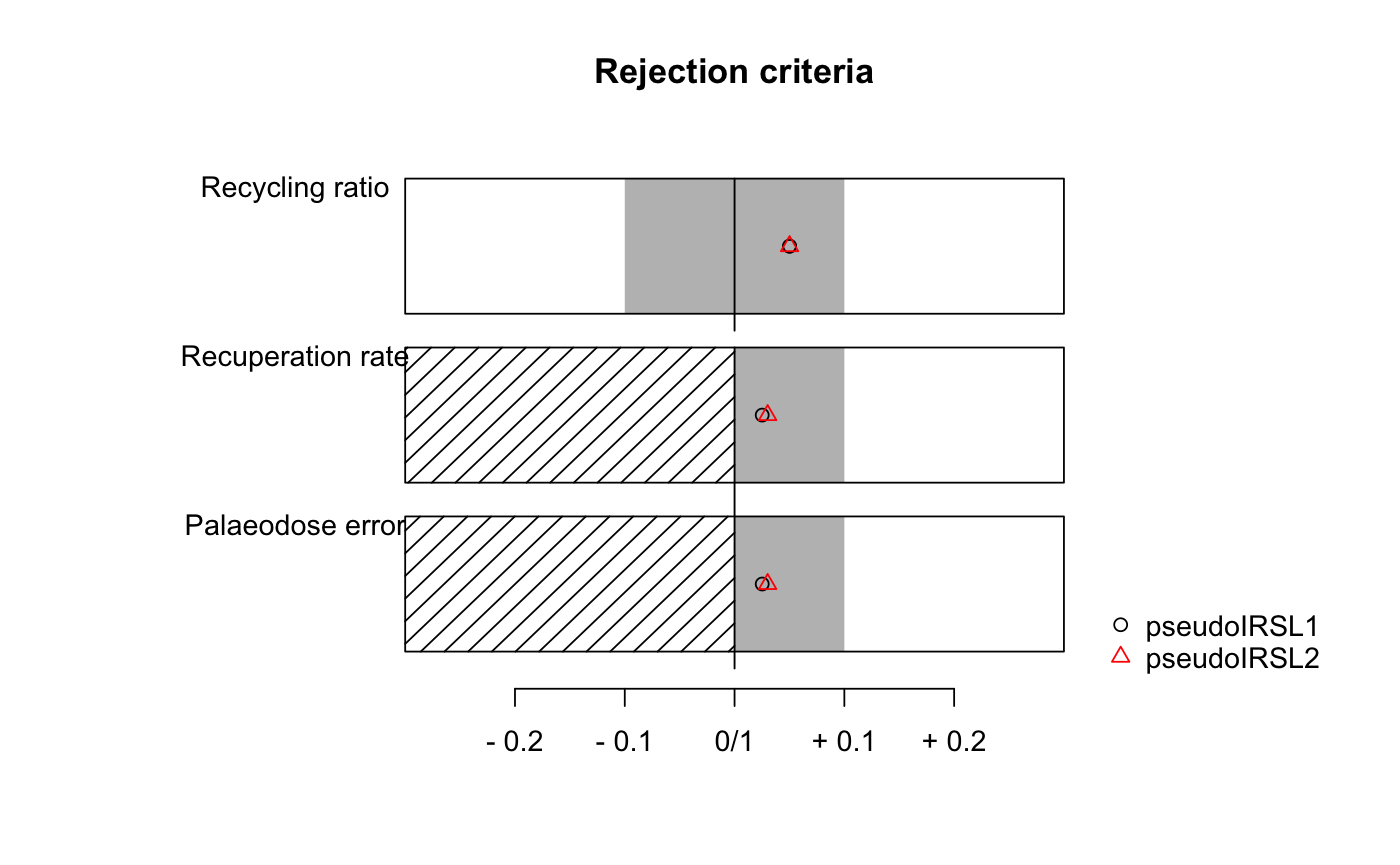 Rejection criteria
Recycling ratio
Recuperation rate
Palaeodose error
pseudoIRSL1
pseudoIRSL2
- 0.2 - 0.1 0/1 + 0.1 + 0.2